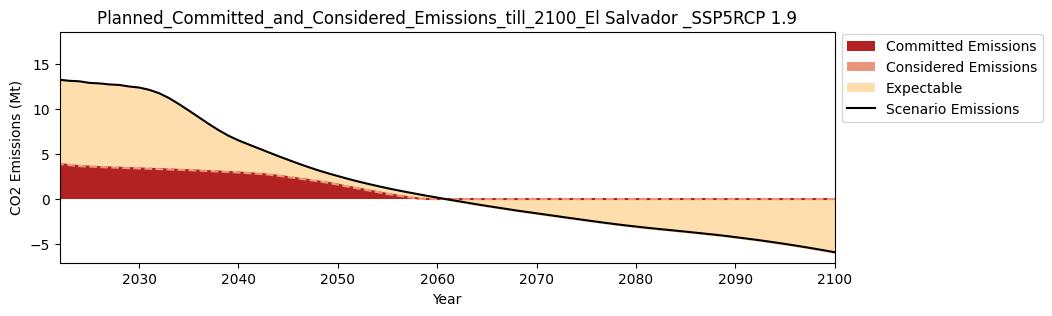 Planned_Committed_and_Considered_Emissions_till_2100_El Salvador _SSP5RCP 1.9
CO2 Emissions (Mt)
15
10
5
0
−5
2030 2040 2050 2060 2070 2080 2090 2100
Year
Committed Emissions
Considered Emissions
Expectable
Scenario Emissions